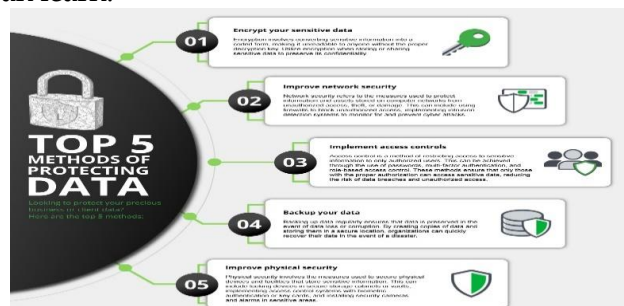 TOP 5
METHODS OF
PROTECTING
DATA
Looking to protect your precious
business or client data?
Here are the top 5 methods:
01
Encrypt your sensitive data
Encryption involves converting sensitive information into a
coded form, making it unreadable to anyone without the proper
decryption key. Utilize encryption when storing or sharing
sensitive data to preserve its confidentiality.
02
Improve network security
Network security refers to the measures used to protect
information and assets stored on computer networks from
unauthorized access, theft, or damage. This can include using
firewalls to block unauthorized access, implementing intrusion
detection systems to monitor for and prevent cyber attacks.
03
Implement access controls
Access control is a method of restricting access to sensitive
information to only authorized users. This can be achieved
through the use of passwords, multi-factor authentication, and
role-based access control. These methods ensure that only those
with the proper authorization can access sensitive data, reducing
the risk of data breaches and unauthorized access.
04
Backup your data
Backing up data regularly ensures that data is preserved in the
event of data loss or corruption. By creating copies of data and
storing them in a secure location, organizations can quickly
recover their data in the event of a disaster.
05
Improve physical security
Physical security involves the measures used to secure physical
devices and facilities that store sensitive information. This can
include locking devices in secure storage cabinets or vaults,
implementing access control systems with biometric
authentication or key cards, and installing security cameras
and alarms in sensitive areas.